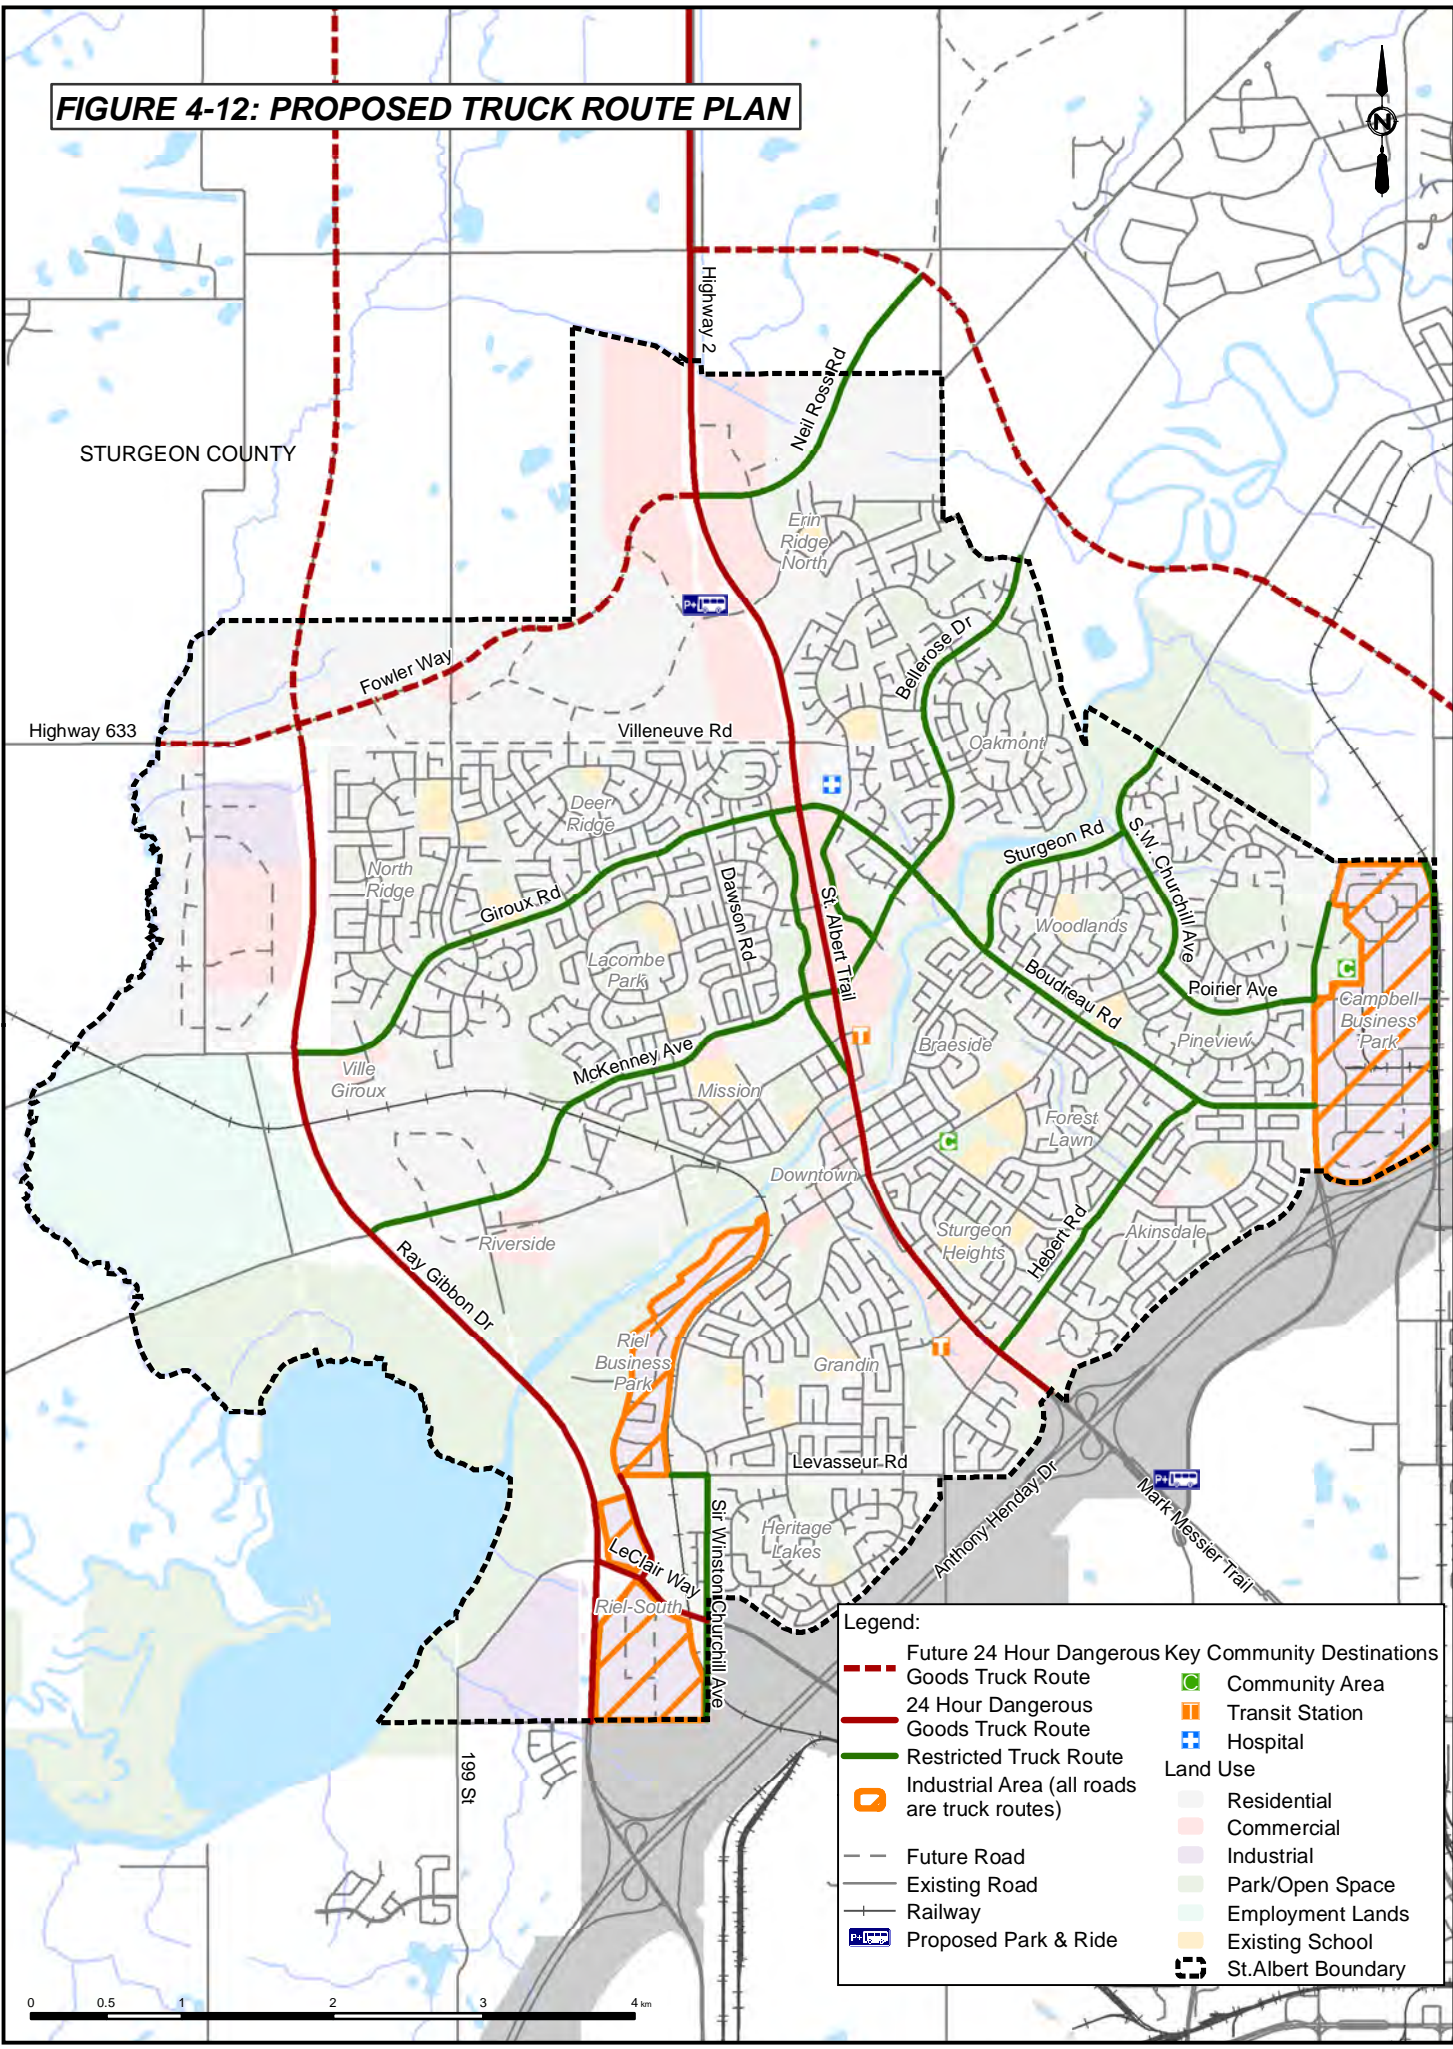 FIGURE 4-12: PROPOSED TRUCK ROUTE PLAN
N
Highway 2
Neil Ross Rd
STURGEON COUNTY
Erin
Ridge
North
P+
Bellerose Dr
Fowler Way
Highway 633
Villeneuve Rd
Oakmont
Deer
Ridge
North
Ridge
Giroux Rd
Dawson Rd
St. Albert Trail
Sturgeon Rd
S.W. Churchill Ave
Woodlands
Lacombe
Park
Boudreau Rd
Poirier Ave
C
Campbell
Business
Park
T
Braeside
Pineview
Ville
Giroux
McKenney Ave
Mission
Forest
Lawn
C
Downtown
Sturgeon
Heights
Hebert Rd
Akinsdale
Riverside
Ray Gibbon Dr
Riel
Business
Park
T
Grandin
Levasseur Rd
P+
Anthony Henday Dr
Mark Messier Trail
Sir Winston Churchill Ave
Heritage
Lakes
LeClair Way
Riel-South
199 St
Legend:
Future 24 Hour Dangerous
Goods Truck Route
24 Hour Dangerous
Goods Truck Route
Restricted Truck Route
Industrial Area (all roads
are truck routes)
Future Road
Existing Road
Railway
P+
Proposed Park & Ride
Key Community Destinations
C
Community Area
T
Transit Station
Hospital
Land Use
Residential
Commercial
Industrial
Park/Open Space
Employment Lands
Existing School
St.Albert Boundary
0 0.5 1 2 3 4 km